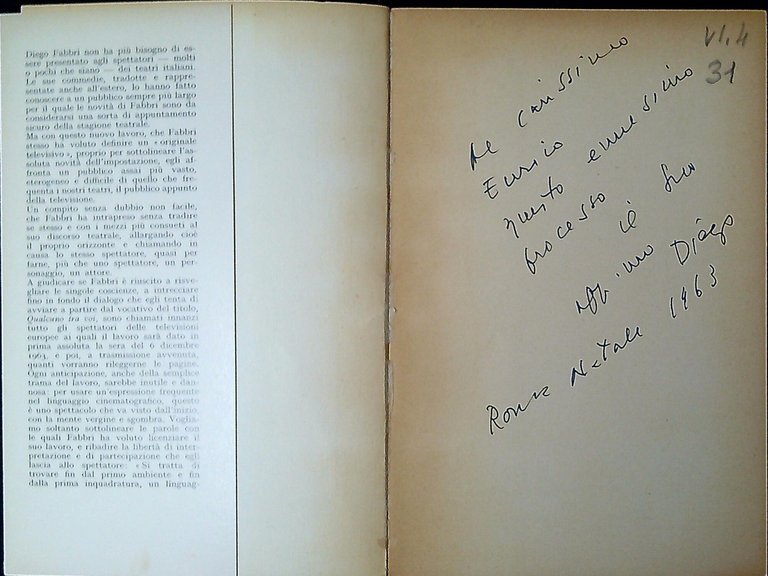 Diego Fabbri non ha più bisogno di es-
sere presentato agli spettatori — molti
o pochi che siano — dei teatri italiani.
Le sue commedie, tradotte e rappre-
sentate anche all'estero, lo hanno fatto
conoscere a un pubblico sempre più largo
per il quale le novità di Fabbri sono da
considerarsi una sorta di appuntamento
sicuro della stagione teatrale.
Ma con questo nuovo lavoro, che Fabbri
stesso ha voluto definire un « originale
televisivo », proprio per sottolineare l'as-
soluta novità dell'impostazione, egli af-
fronta un pubblico assai più vasto,
eterogeneo e difficile di quello che fre-
quenta i nostri teatri, il pubblico appunto
della televisione.
Un compito senza dubbio non facile,
che Fabbri ha intrapreso senza tradire
se stesso e con i mezzi più consueti al
suo discorso teatrale, allargando cioè
il proprio orizzonte e chiamando in
causa lo stesso spettatore, quasi per
farne, più che uno spettatore, un per-
sonaggio, un attore.
A giudicare se Fabbri è riuscito a risve-
gliare le singole coscienze, a intrecciare
fino in fondo il dialogo che egli tenta di
avviare a partire dal vocativo del titolo,
Qualcuno tra voi, sono chiamati innanzi
tutto gli spettatori delle televisioni
europee ai quali il lavoro sarà dato in
prima assoluta la sera del 6 dicembre
1963, e poi, a trasmissione avvenuta,
quanti vorranno rileggerne le pagine.
Ogni anticipazione, anche della semplice
trama del lavoro, sarebbe inutile e dan-
nosa: per usare un'espressione frequente
nel linguaggio cinematografico, questo
è uno spettacolo che va visto dall'inizio,
con la mente vergine e sgombra. Voglia-
mo soltanto sottolineare le parole con
le quali Fabbri ha voluto licenziare il
suo lavoro, e ribadire la libertà di inter-
pretazione e di partecipazione che egli
lascia allo spettatore: « Si tratta di
trovare fin dal primo ambiente e fin
dalla prima inquadratura, un linguag-
VI.4
31
Al carissimo
Enrico
questo ennesimo
processo il suo
aff.mo Diego
Roma Natale 1963